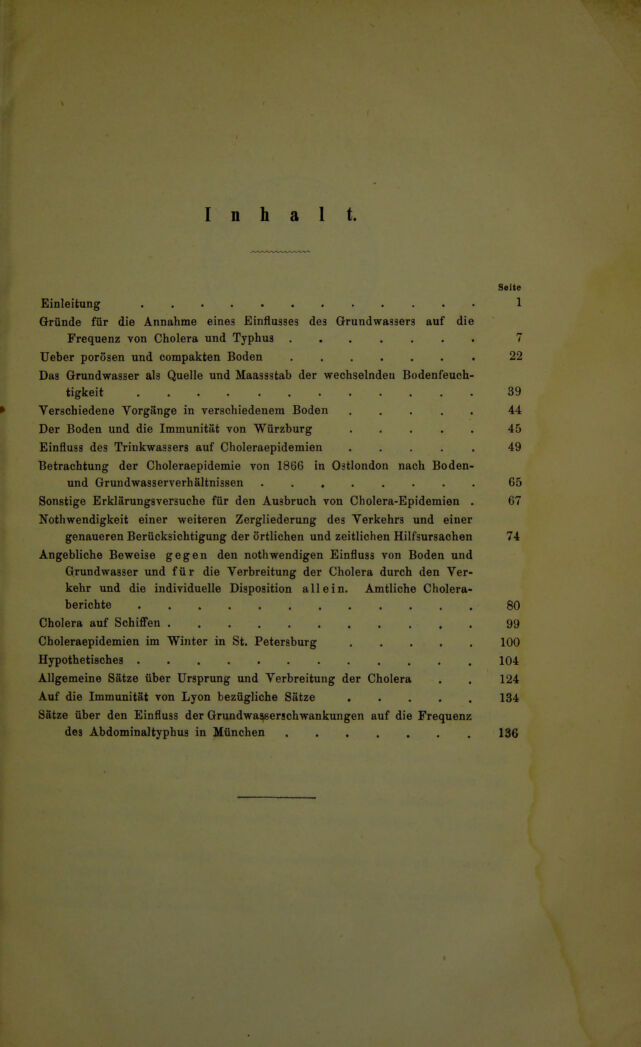 Inhalt.
Seite
Einleitung . . . . . . . . . . . . 1
Gründe für die Annahme eines Einflusses des Grundwassers auf die
Frequenz von Cholera und Typhus . . . . . . . 7
Ueber porösen und compakten Boden . . . . . . . 22
Das Grundwasser als Quelle und Maassstab der wechselnden Bodenfeuch-
tigkeit . . . . . . . . . . . . 39
Verschiedene Vorgänge in verschiedenem Boden . . . . . 44
Der Boden und die Immunität von Würzburg . . . . . 45
Einfluss des Trinkwassers auf Choleraepidemien . . . . . 49
Betrachtung der Choleraepidemie von 1866 in Ostlondon nach Boden-
und Grundwasserverhältnissen . . . . . . . . 65
Sonstige Erklärungsversuche für den Ausbruch von Cholera-Epidemien . 67
Nothwendigkeit einer weiteren Zergliederung des Verkehrs und einer
genaueren Berücksichtigung der örtlichen und zeitlichen Hilfsursachen 74
Angebliche Beweise gegen den nothwendigen Einfluss von Boden und
Grundwasser und für die Verbreitung der Cholera durch den Ver-
kehr und die individuelle Disposition allein. Amtliche Cholera-
berichte . . . . . . . . . . . . 80
Cholera auf Schiffen . . . . . . . . . . . 99
Choleraepidemien im Winter in St. Petersburg . . . . . 100
Hypothetisches . . . . . . . . . . . . 104
Allgemeine Sätze über Ursprung und Verbreitung der Cholera . . 124
Auf die Immunität von Lyon bezügliche Sätze . . . . . 134
Sätze über den Einfluss der Grundwasserschwankungen auf die Frequenz
des Abdominaltyphus in München . . . . . . . 136